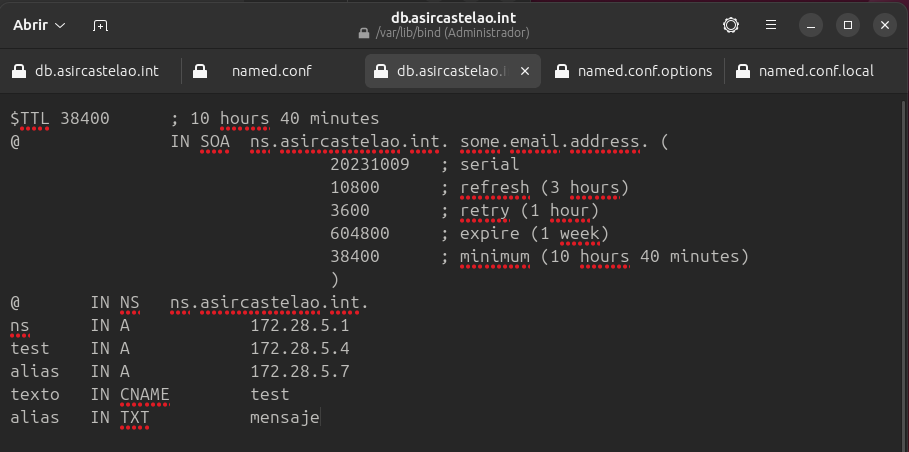 Abrir
db.asircastelao.int
/var/lib/bind (Administrador)
db.asircastelao.int named.conf db.asircastelao. named.conf.options named.conf.local
$TTL 38400 ; 10 hours 40 minutes
@ IN SOA ns.asircastelao.int. some.email.address. (
20231009 ; serial
10800 ; refresh (3 hours)
3600 ; retry (1 hour)
604800 ; expire (1 week)
38400 ; minimum (10 hours 40 minutes)
)
@ IN NS ns.asircastelao.int.
ns IN A 172.28.5.1
test IN A 172.28.5.4
alias IN A 172.28.5.7
texto IN CNAME test
alias IN TXT mensaje